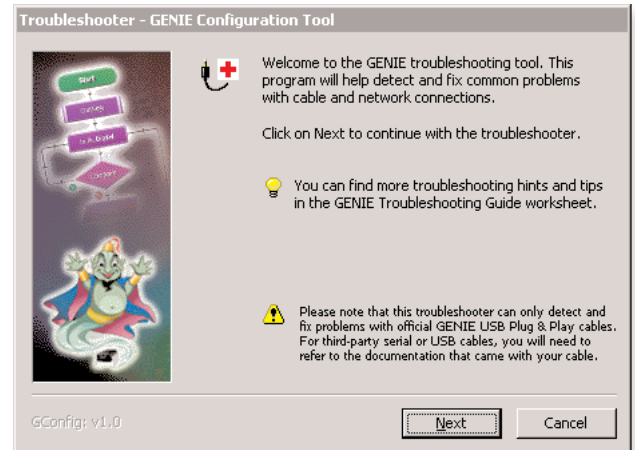 Troubleshooter - GENIE Configuration Tool
Start
Welcome to the GENIE troubleshooting tool. This
program will help detect and fix common problems
with cable and network connections.
Click on Next to continue with the troubleshooter.
You can find more troubleshooting hints and tips
in the GENIE Troubleshooting Guide worksheet.
Please note that this troubleshooter can only detect and
fix problems with official GENIE USB Plug & Play cables.
For third-party serial or USB cables, you will need to
refer to the documentation that came with your cable.
GConfig: v1.0
Next
Cancel